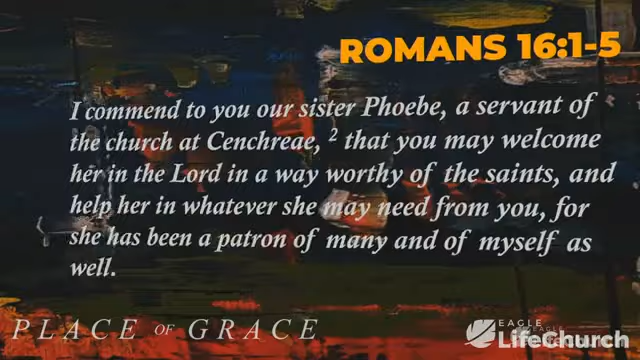 ROMANS 16:1-5
I commend to you our sister Phoebe, a servant of
the church at Cenchreae, ² that you may welcome
her in the Lord in a way worthy of the saints, and
help her in whatever she may need from you, for
she has been a patron of many and of myself as
well.
PLACE OF GRACE
EAGLE
LifeChurch